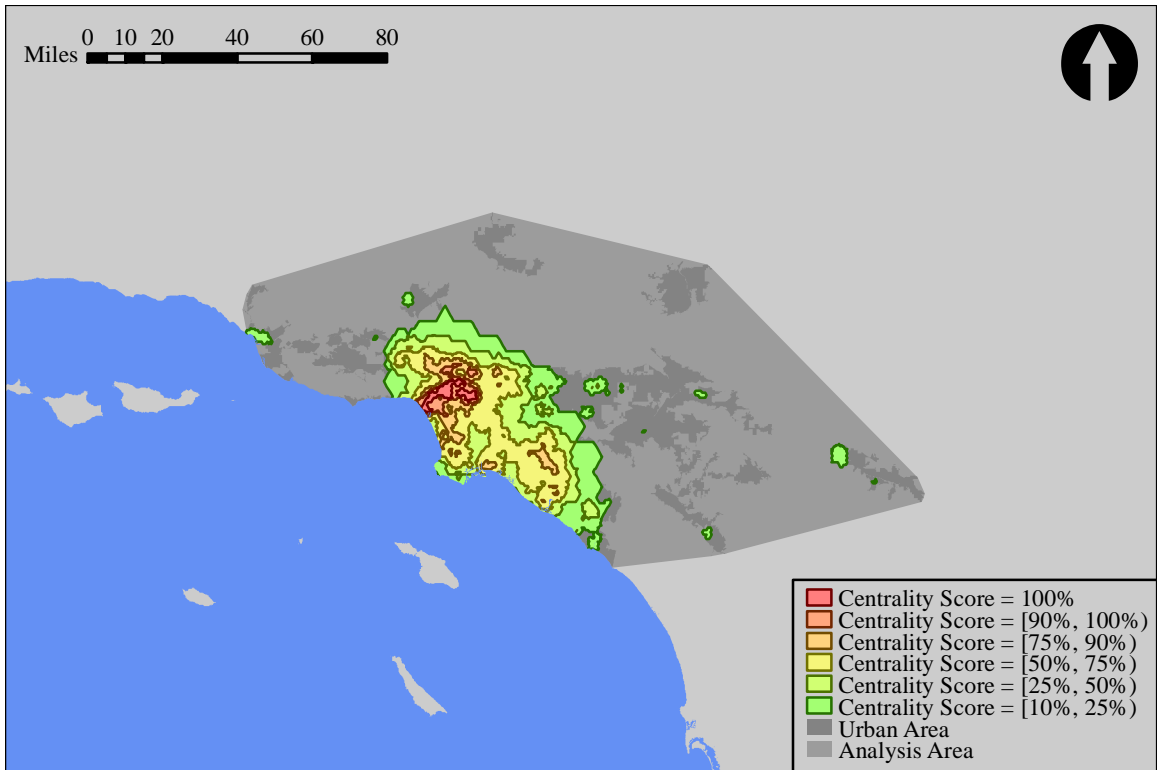 0 10 20 40 60 80
Miles
Centrality Score = 100%
Centrality Score = [90%, 100%)
Centrality Score = [75%, 90%)
Centrality Score = [50%, 75%)
Centrality Score = [25%, 50%)
Centrality Score = [10%, 25%)
Urban Area
Analysis Area